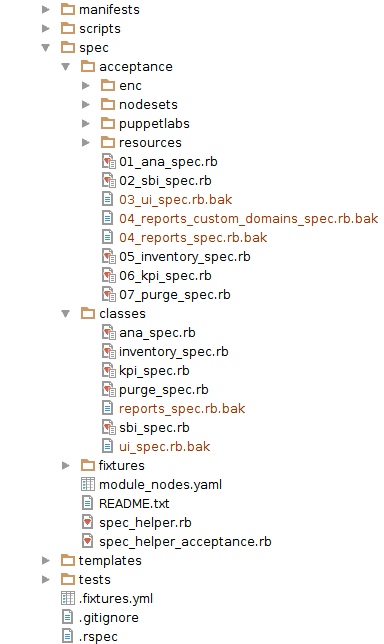 manifests
scripts
spec
acceptance
enc
nodesets
puppetlabs
resources
01_ana_spec.rb
02_sbi_spec.rb
03_ui_spec.rb.bak
04_reports_custom_domains_spec.rb.bak
04_reports_spec.rb.bak
05_inventory_spec.rb
06_kpi_spec.rb
07_purge_spec.rb
classes
ana_spec.rb
inventory_spec.rb
kpi_spec.rb
purge_spec.rb
reports_spec.rb.bak
sbi_spec.rb
ui_spec.rb.bak
fixtures
module_nodes.yaml
README.txt
spec_helper.rb
spec_helper_acceptance.rb
templates
tests
.fixtures.yml
.gitignore
.rspec